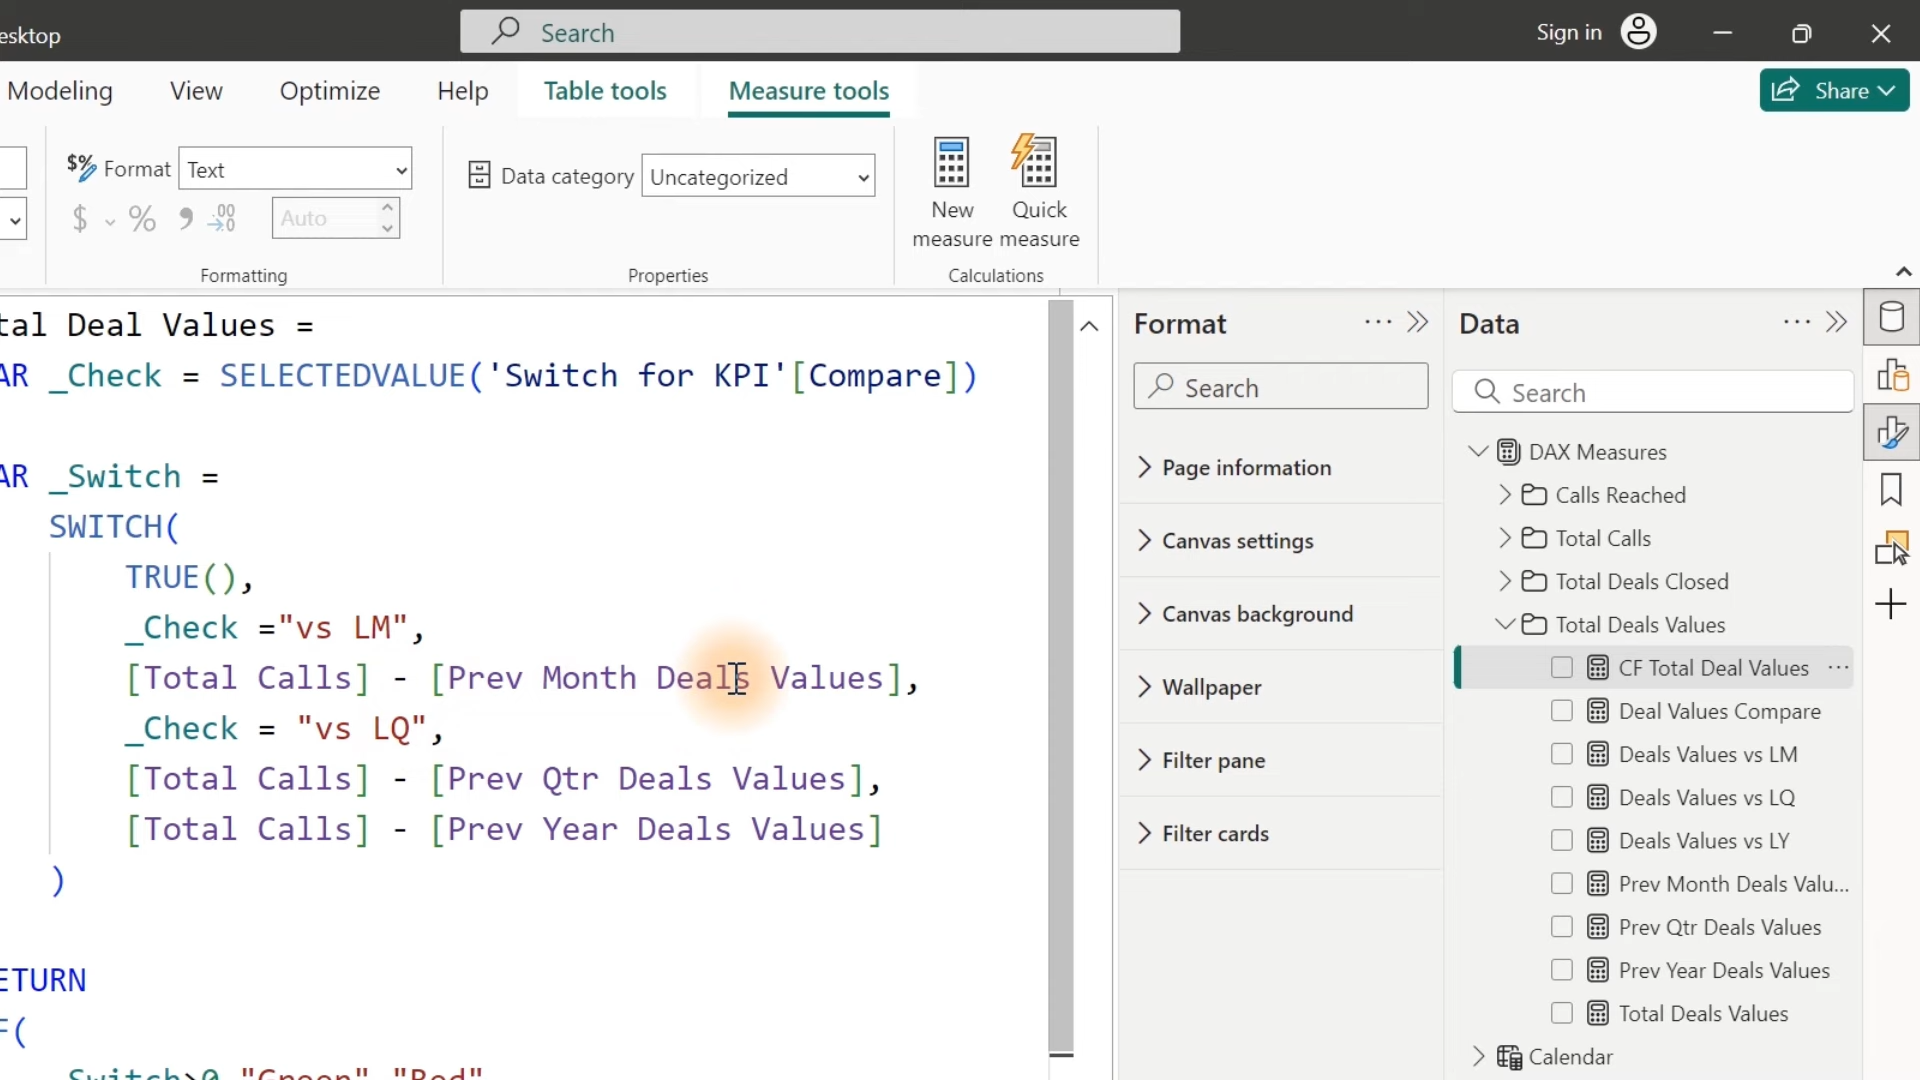 esktop
Search
Sign in
Modeling
View
Optimize
Help
Table tools
Measure tools
Share
$% Format
Text
$
%
,
.00
Auto
Formatting
Data category
Uncategorized
Properties
New measure
Quick measure
Calculations
tal Deal Values =
AR _Check = SELECTEDVALUE('Switch for KPI'[Compare])
AR _Switch =
SWITCH(
TRUE(),
_Check ="vs LM",
[Total Calls] - [Prev Month Deals Values],
_Check = "vs LQ",
[Total Calls] - [Prev Qtr Deals Values],
[Total Calls] - [Prev Year Deals Values]
)
ETURN
F(
_Switch>0,"Green","Red"
Format
Search
Page information
Canvas settings
Canvas background
Wallpaper
Filter pane
Filter cards
Data
Search
DAX Measures
Calls Reached
Total Calls
Total Deals Closed
Total Deals Values
CF Total Deal Values
Deal Values Compare
Deals Values vs LM
Deals Values vs LQ
Deals Values vs LY
Prev Month Deals Valu...
Prev Qtr Deals Values
Prev Year Deals Values
Total Deals Values
Calendar